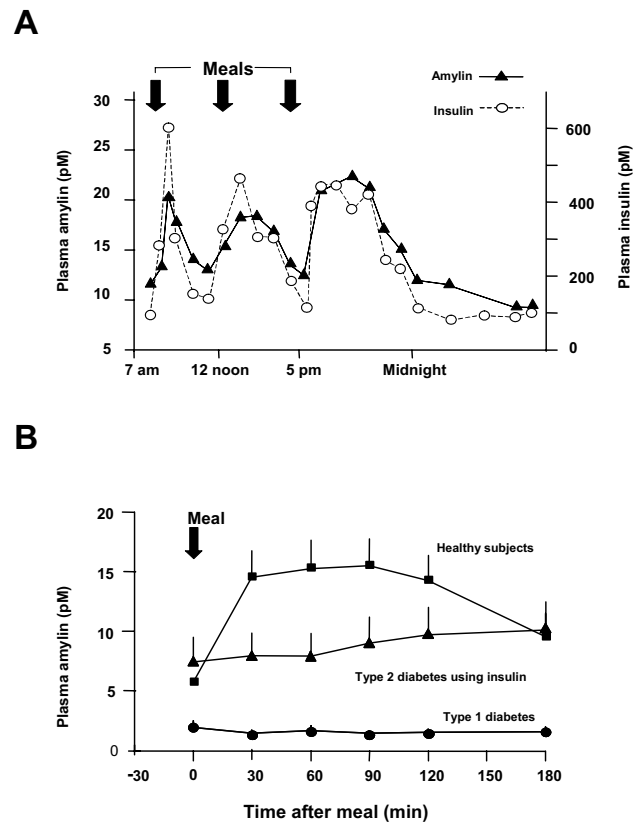 A
Meals
Amylin
Insulin
Plasma amylin (pM)
30
25
20
15
10
5
Plasma insulin (pM)
600
400
200
0
7 am
12 noon
5 pm
Midnight
B
Meal
Plasma amylin (pM)
20
15
10
5
0
Healthy subjects
Type 2 diabetes using insulin
Type 1 diabetes
-30
0
30
60
90
120
150
180
Time after meal (min)